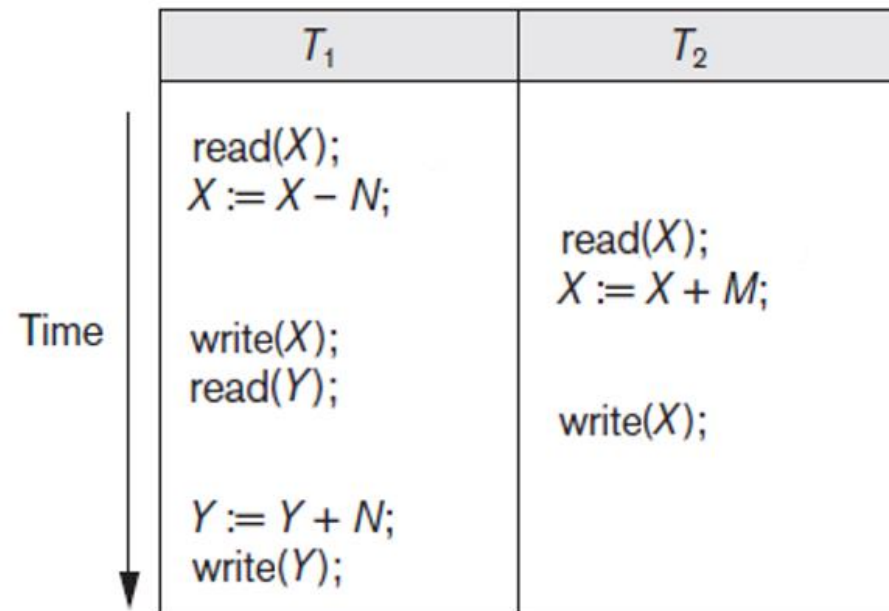 T₁ T₂
read(X);
X := X – N;
read(X);
X := X + M;
Time
write(X);
read(Y);
write(X);
Y := Y + N;
write(Y);